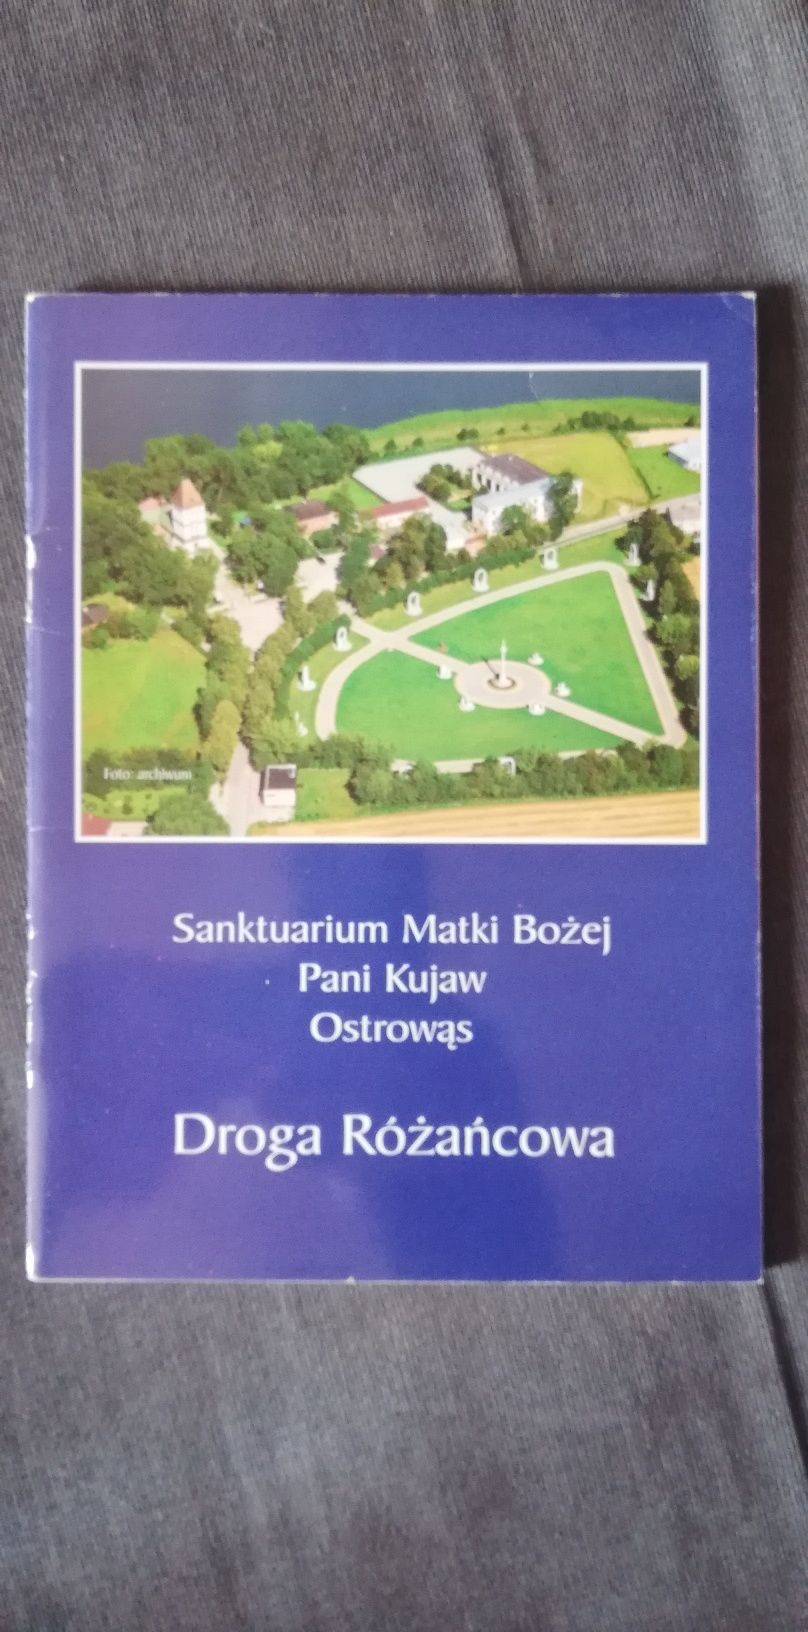 Foto: archiwum
Sanktuarium Matki Bożej
Pani Kujaw
Ostrowąs
Droga Różańcowa